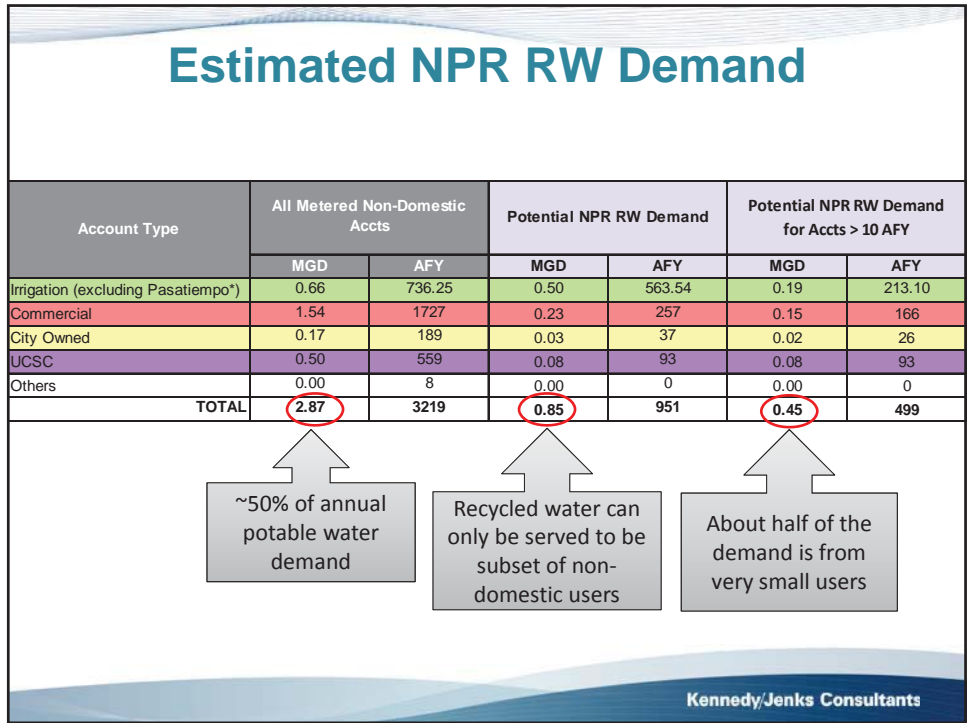 Estimated NPR RW Demand
Account Type
All Metered Non-Domestic
Accts
Potential NPR RW Demand
Potential NPR RW Demand
for Accts > 10 AFY
MGD AFY MGD AFY MGD AFY
Irrigation (excluding Pasatiempo*) 0.66 736.25 0.50 563.54 0.19 213.10
Commercial 1.54 1727 0.23 257 0.15 166
City Owned 0.17 189 0.03 37 0.02 26
UCSC 0.50 559 0.08 93 0.08 93
Others 0.00 8 0.00 0 0.00 0
TOTAL 2.87 3219 0.85 951 0.45 499
~50% of annual
potable water
demand
Recycled water can
only be served to be
subset of non-
domestic users
About half of the
demand is from
very small users
Kennedy/Jenks Consultants